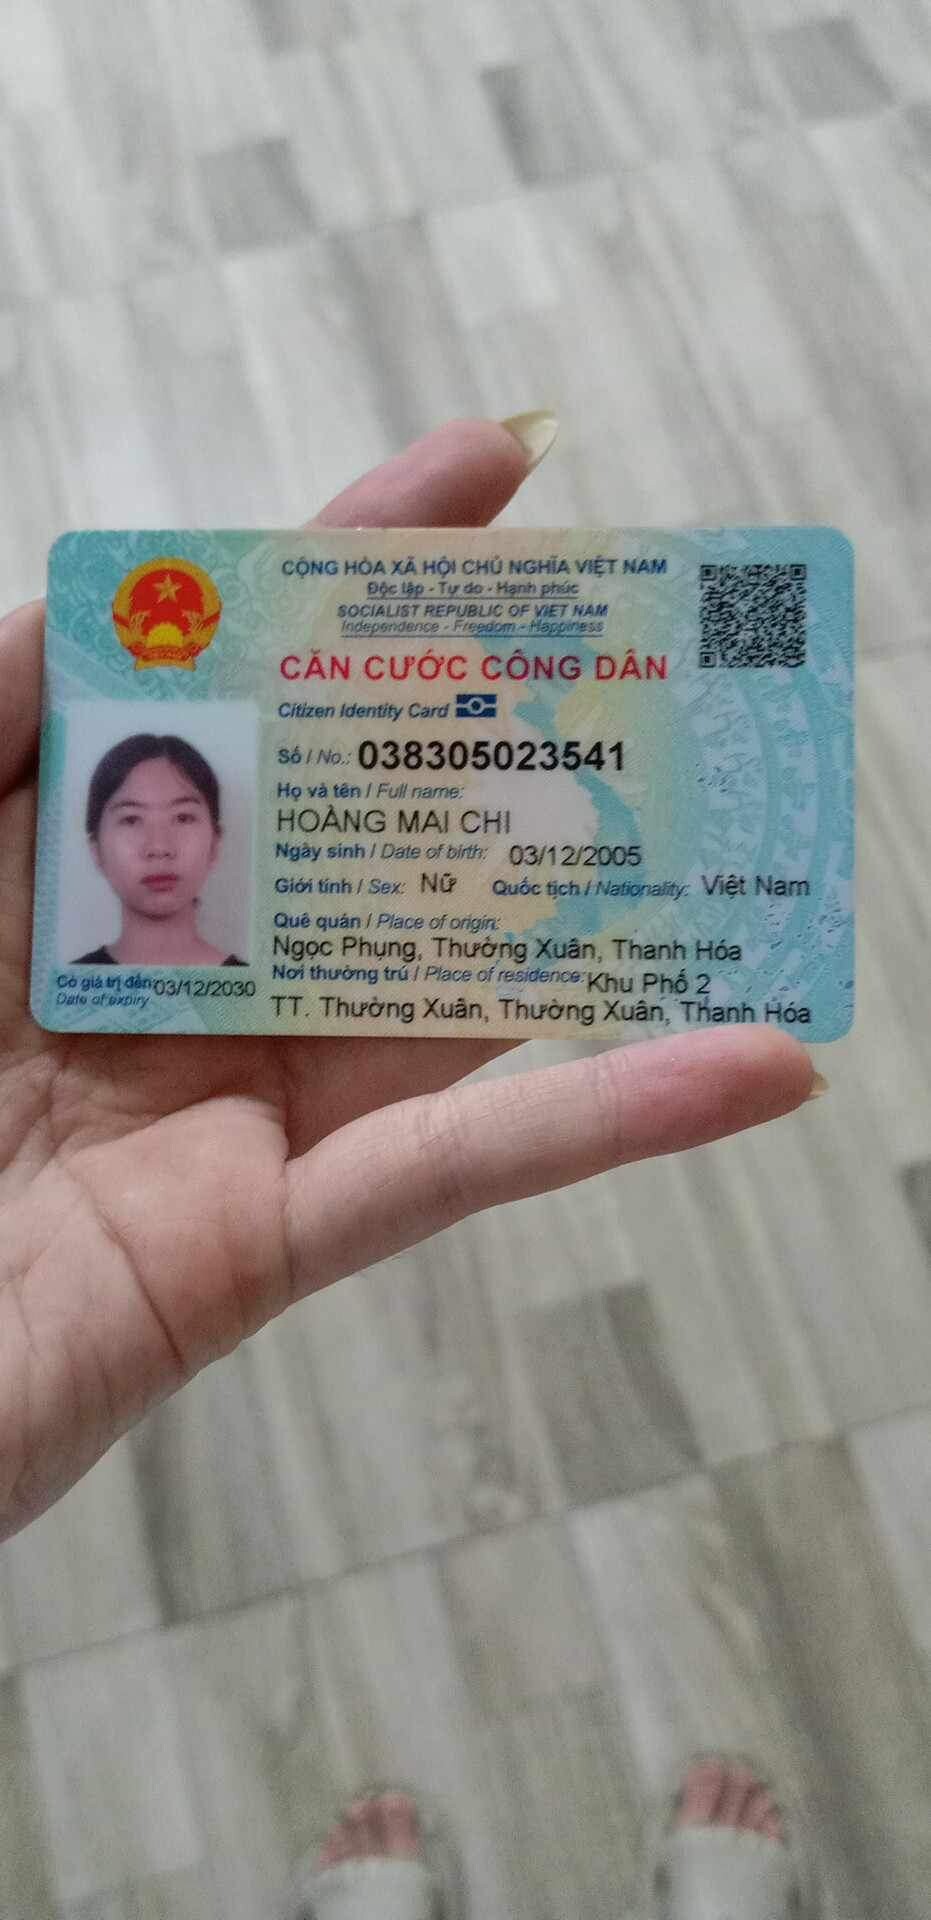 CỘNG HÒA XÃ HỘI CHỦ NGHĨA VIỆT NAM
Độc lập - Tự do - Hạnh phúc
SOCIALIST REPUBLIC OF VIET NAM
Independence - Freedom - Happiness
CĂN CƯỚC CÔNG DÂN
Citizen Identity Card
Số / No.: 038305023541
Họ và tên / Full name:
HOÀNG MAI CHI
Ngày sinh / Date of birth: 03/12/2005
Giới tính / Sex: Nữ Quốc tịch / Nationality: Việt Nam
Quê quán / Place of origin:
Ngọc Phụng, Thường Xuân, Thanh Hóa
Nơi thường trú / Place of residence: Khu Phố 2
TT. Thường Xuân, Thường Xuân, Thanh Hóa
Có giá trị đến: 03/12/2030
Date of expiry